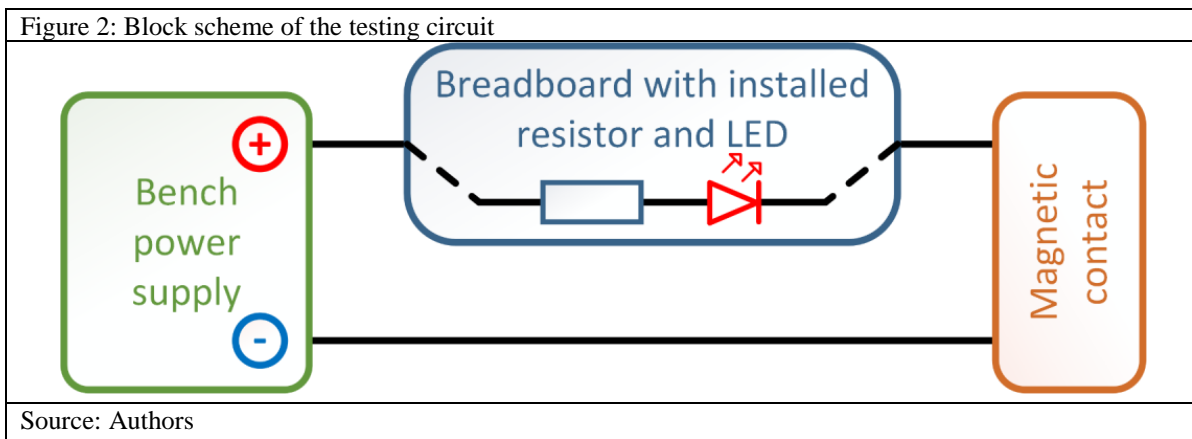 Figure 2: Block scheme of the testing circuit
Breadboard with installed
resistor and LED
+
Bench
power
supply
-
Magnetic
contact
Source: Authors